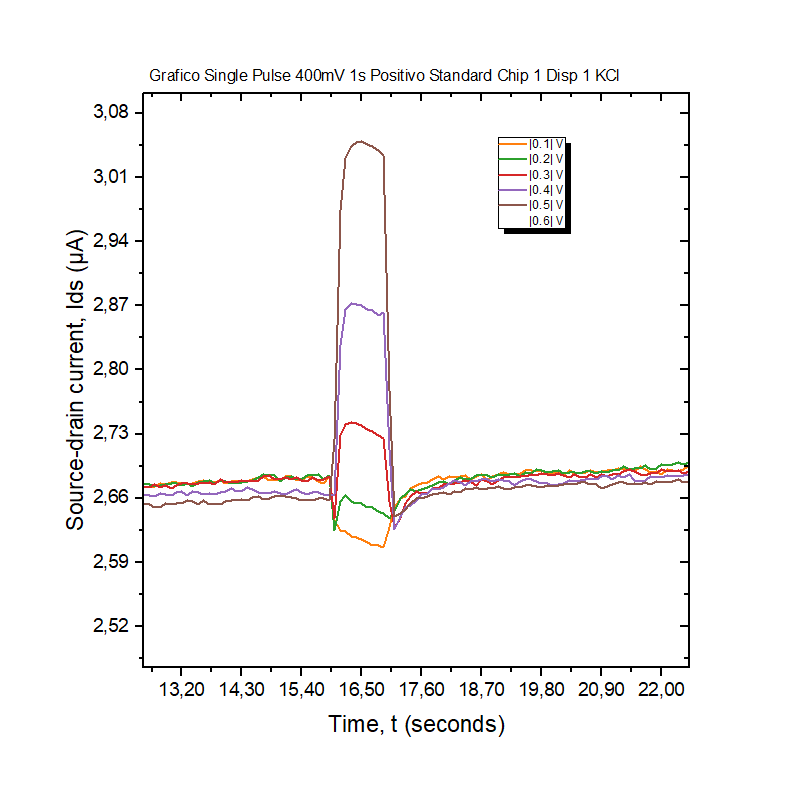 Grafico Single Pulse 400mV 1s Positivo Standard Chip 1 Disp 1 KCl
3,08
3,01
2,94
2,87
2,80
2,73
2,66
2,59
2,52
Source-drain current, Ids (µA)
|0.1| V
|0.2| V
|0.3| V
|0.4| V
|0.5| V
|0.6| V
13,20 14,30 15,40 16,50 17,60 18,70 19,80 20,90 22,00
Time, t (seconds)